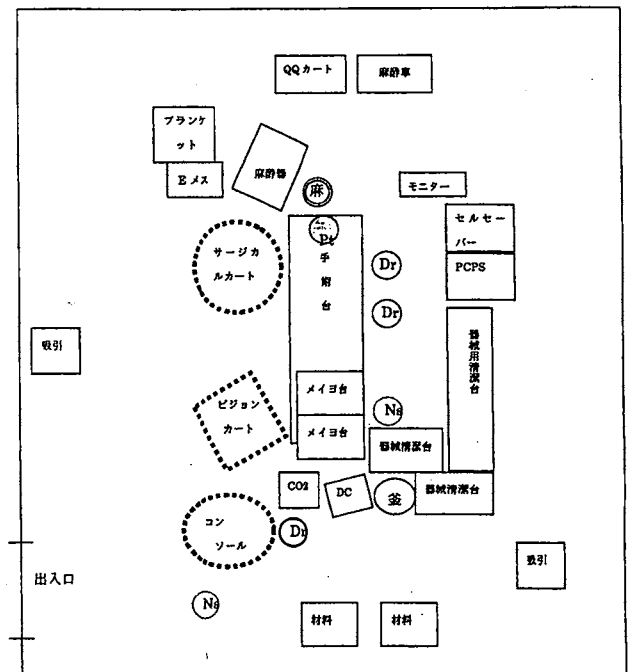 QQカート
麻酔車
ブランケ
ット
Eメス
麻酔器
麻
モニター
セルセー
バー
PCPS
Pt
手
術
台
サージカ
ルカート
Dr
Dr
吸引
器械用清潔台
ビジョン
カート
メイヨ台
メイヨ台
Ns
器械清潔台
CO2
DC
釜
器械清潔台
コン
ソール
Dr
吸引
出入口
Ns
材料
材料